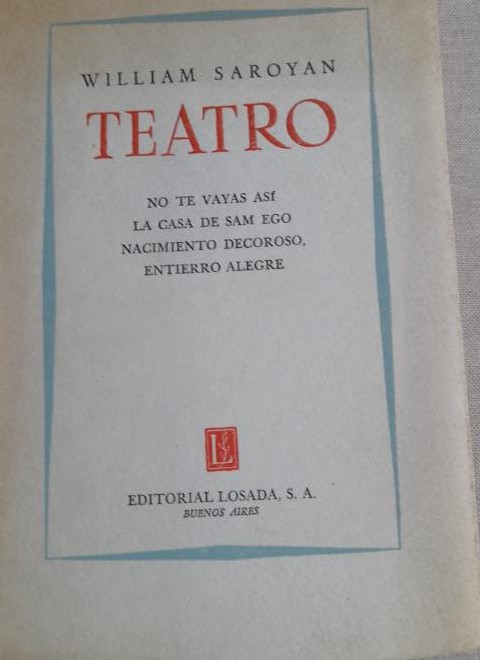 WILLIAM SAROYAN
TEATRO
NO TE VAYAS ASÍ
LA CASA DE SAM EGO
NACIMIENTO DECOROSO,
ENTIERRO ALEGRE
L
EDITORIAL LOSADA, S. A.
BUENOS AIRES